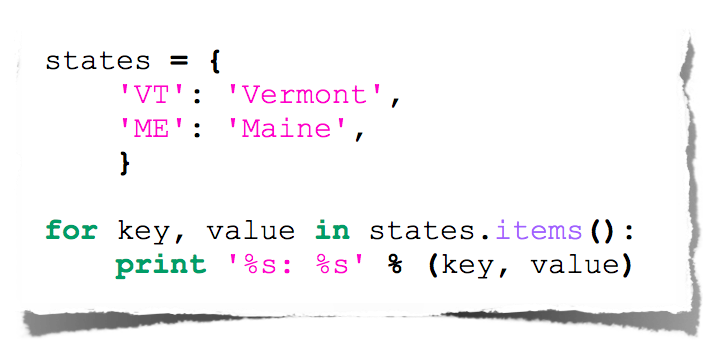 states = {
    'VT': 'Vermont',
    'ME': 'Maine',
    }
for key, value in states.items():
    print '%s: %s' % (key, value)